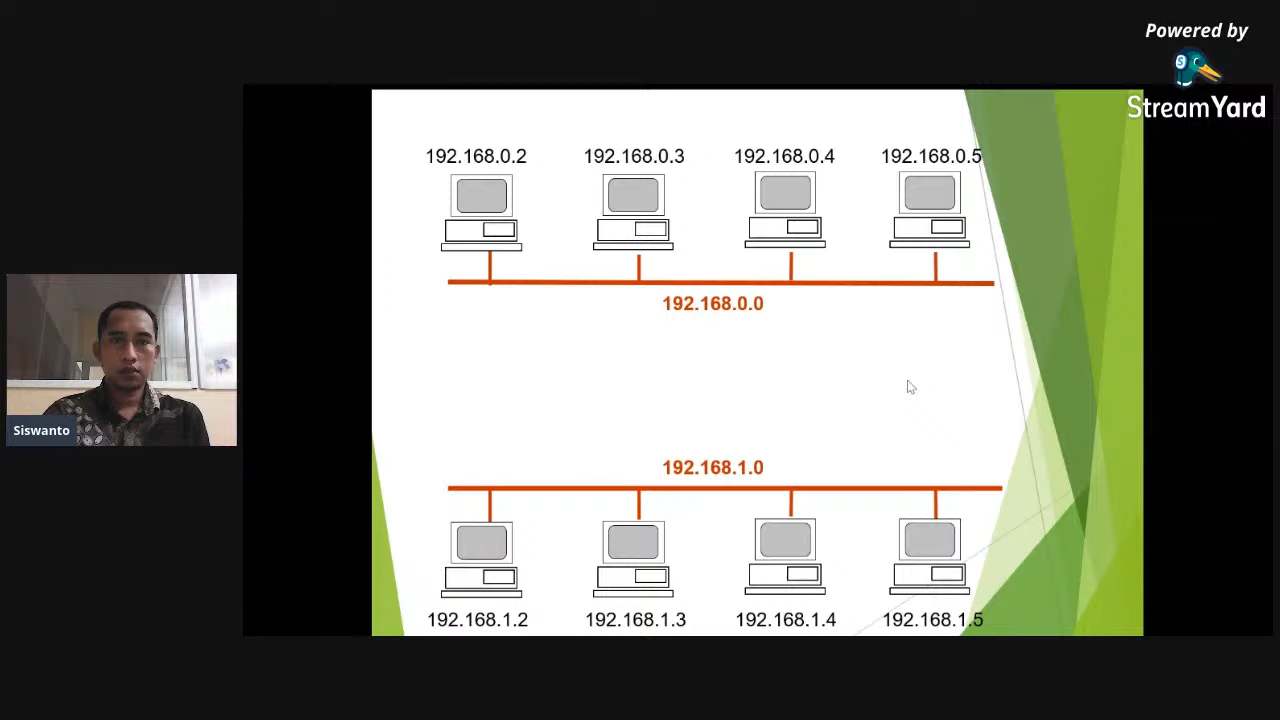 Powered by
StreamYard
192.168.0.2 192.168.0.3 192.168.0.4 192.168.0.5
192.168.0.0
192.168.1.0
192.168.1.2 192.168.1.3 192.168.1.4 192.168.1.5
Siswanto